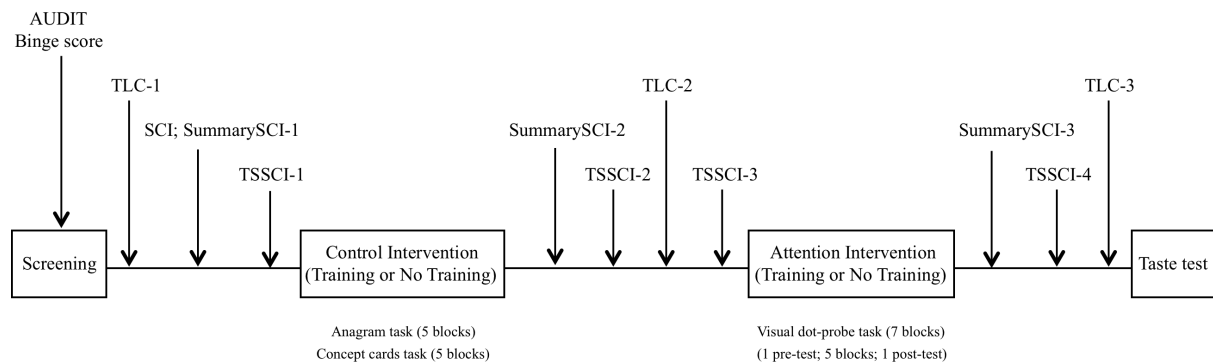 AUDIT
Binge score
TLC-1
TLC-2
TLC-3
SCI; SummarySCI-1
SummarySCI-2
SummarySCI-3
TSSCI-1
TSSCI-2
TSSCI-3
TSSCI-4
Screening
Control Intervention
(Training or No Training)
Attention Intervention
(Training or No Training)
Taste test
Anagram task (5 blocks)
Concept cards task (5 blocks)
Visual dot-probe task (7 blocks)
(1 pre-test; 5 blocks; 1 post-test)